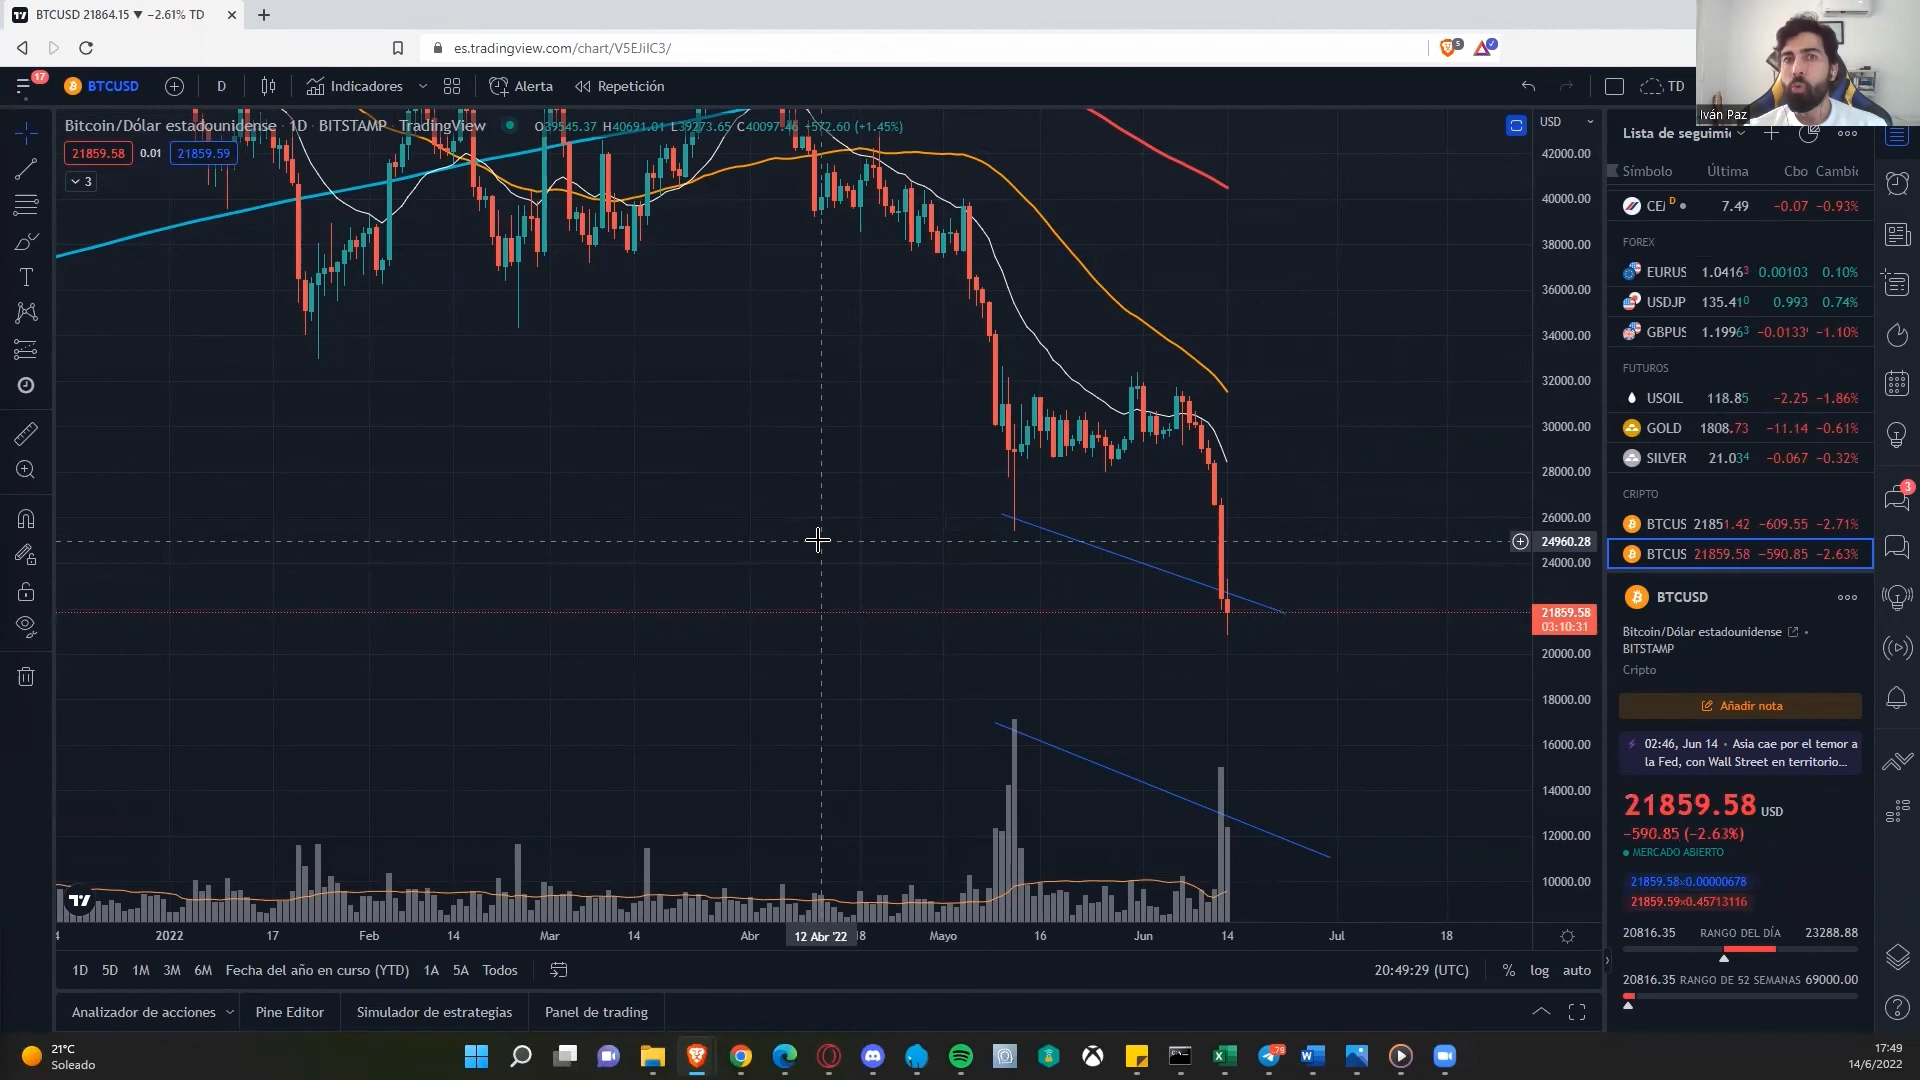 BTCUSD 21864.15 ▼ −2.61% TD
es.tradingview.com/chart/V5EJiIC3/
5
17
BTCUSD
D
Indicadores
Alerta
Repetición
TD
Iván Paz
Bitcoin/Dólar estadounidense · 1D · BITSTAMP · TradingView
O39545.37 H40691.01 L39273.65 C40097.46 +572.60 (+1.45%)
21859.58
0.01
21859.59
3
USD
42000.00
40000.00
38000.00
36000.00
34000.00
32000.00
30000.00
28000.00
26000.00
24960.28
24000.00
21859.58
03:10:31
20000.00
18000.00
16000.00
14000.00
12000.00
10000.00
2022
17
Feb
14
Mar
14
Abr
12 Abr '22
18
Mayo
16
Jun
14
Jul
18
1D
5D
1M
3M
6M
Fecha del año en curso (YTD)
1A
5A
Todos
20:49:29 (UTC)
%
log
auto
Analizador de acciones
Pine Editor
Simulador de estrategias
Panel de trading
Lista de seguimi
Símbolo Última Cbo Cambic
CEI D 7.49 −0.07 −0.93%
FOREX
EURUS 1.04163 0.00103 0.10%
USDJP 135.410 0.993 0.74%
GBPUS 1.19963 −0.0133 −1.10%
FUTUROS
USOIL 118.85 −2.25 −1.86%
GOLD 1808.73 −11.14 −0.61%
SILVER 21.034 −0.067 −0.32%
CRIPTO
BTCUS 21851.42 −609.55 −2.71%
BTCUS 21859.58 −590.85 −2.63%
3
BTCUSD
Bitcoin/Dólar estadounidense
BITSTAMP
Cripto
Añadir nota
02:46, Jun 14 · Asia cae por el temor a
la Fed, con Wall Street en territorio...
21859.58 USD
−590.85 (−2.63%)
MERCADO ABIERTO
21859.58×0.00000678
21859.59×0.45713116
20816.35 RANGO DEL DÍA 23288.88
20816.35 RANGO DE 52 SEMANAS 69000.00
21°C
Soleado
79
17:49
14/6/2022